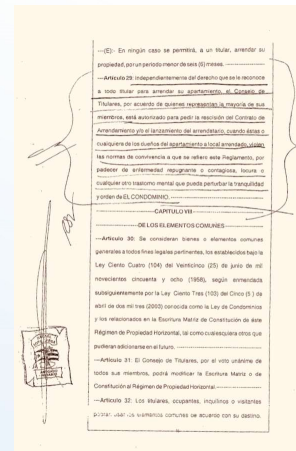 ---(E):- En ningún caso se permitirá, a un titular, arrendar su
propiedad, por un periodo menor de seis (6) meses. ---
---Artículo 29: Independientemente del derecho que se le reconoce
a todo titular para arrendar su apartamiento, el Consejo de
Titulares, por acuerdo de quienes representan la mayoría de sus
miembros, está autorizado para pedir la rescisión del Contrato de
Arrendamiento y/o el lanzamiento del arrendatario, cuando éstas o
cualquiera de los dueños del apartamento o local arrendado, violen
las normas de convivencia a que se refiere este Reglamento, por
padecer de enfermedad repugnante o contagiosa, locura o
cualquier otro trastorno mental que pueda perturbar la tranquilidad
y orden de EL CONDOMINIO. ---
---CAPITULO VIII---
---DE LOS ELEMENTOS COMUNES---
---Artículo 30: Se consideran bienes o elementos comunes
generales a todos fines legales pertinentes, los establecidos bajo la
Ley Ciento Cuatro (104) del Veinticinco (25) de junio de mil
novecientos cincuenta y ocho (1958), según enmendada
subsiguientemente por la Ley Ciento Tres (103) del Cinco (5) de
abril de dos mil tres (2003) conocida como la Ley de Condominios
y los relacionados en la Escritura Matriz de Constitución de éste
Régimen de Propiedad Horizontal, tal como cualesquiera otros que
pudieran adicionarse en el futuro. ---
---Artículo 31: El Consejo de Titulares, por el voto unánime de
todos sus miembros, podrá modificar la Escritura Matriz o de
Constitución al Régimen de Propiedad Horizontal. ---
---Artículo 32: Los titulares, ocupantes, inquilinos o visitantes
podrán usar los elementos comunes de acuerdo con su destino,